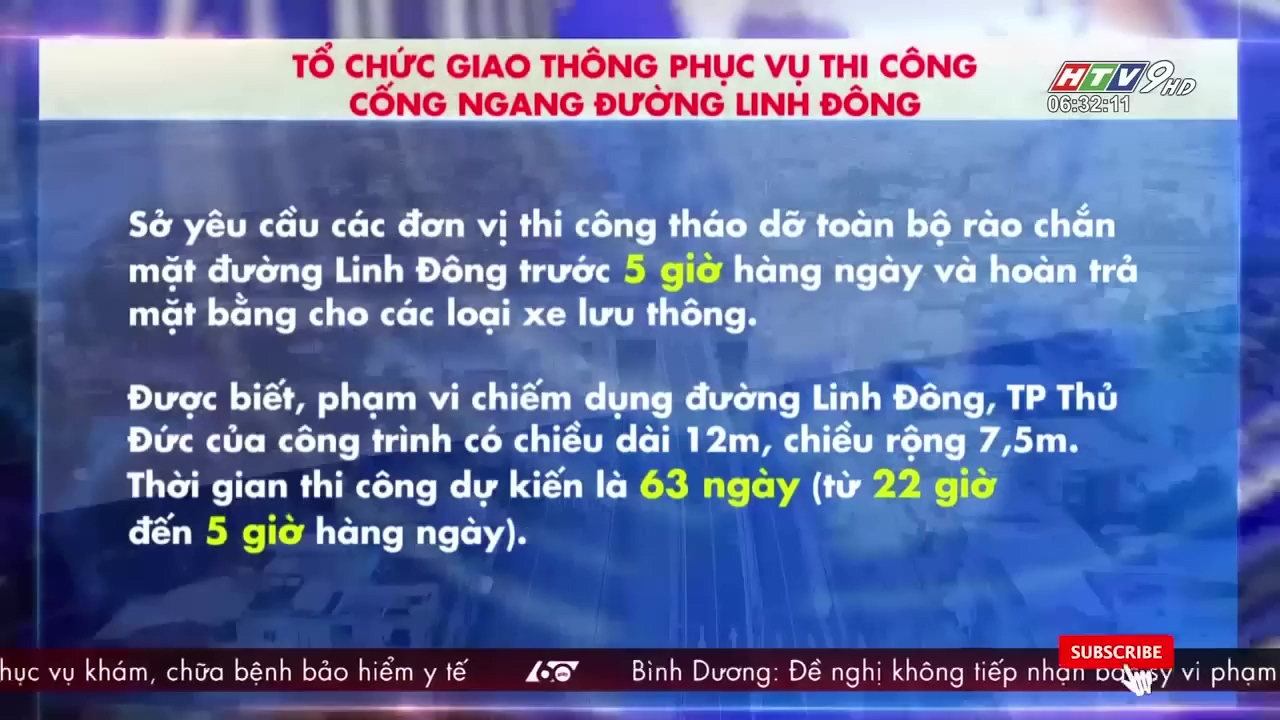 TỔ CHỨC GIAO THÔNG PHỤC VỤ THI CÔNG
CỐNG NGANG ĐƯỜNG LINH ĐÔNG
HTV9 HD
06:32:11
Sở yêu cầu các đơn vị thi công tháo dỡ toàn bộ rào chắn
mặt đường Linh Đông trước 5 giờ hàng ngày và hoàn trả
mặt bằng cho các loại xe lưu thông.
Được biết, phạm vi chiếm dụng đường Linh Đông, TP Thủ
Đức của công trình có chiều dài 12m, chiều rộng 7,5m.
Thời gian thi công dự kiến là 63 ngày (từ 22 giờ
đến 5 giờ hàng ngày).
SUBSCRIBE
hục vụ khám, chữa bệnh bảo hiểm y tế 60 giây Bình Dương: Đề nghị không tiếp nhận sỹ vi phạm